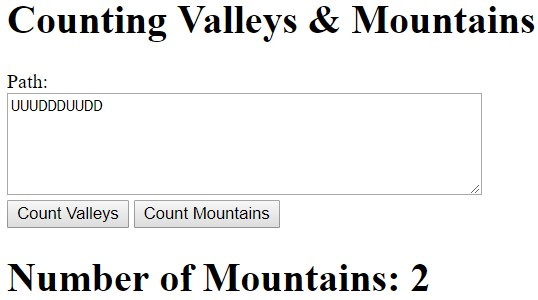 Counting Valleys & Mountains
Path:
UUUDDDUUDD
Count Valleys Count Mountains
Number of Mountains: 2